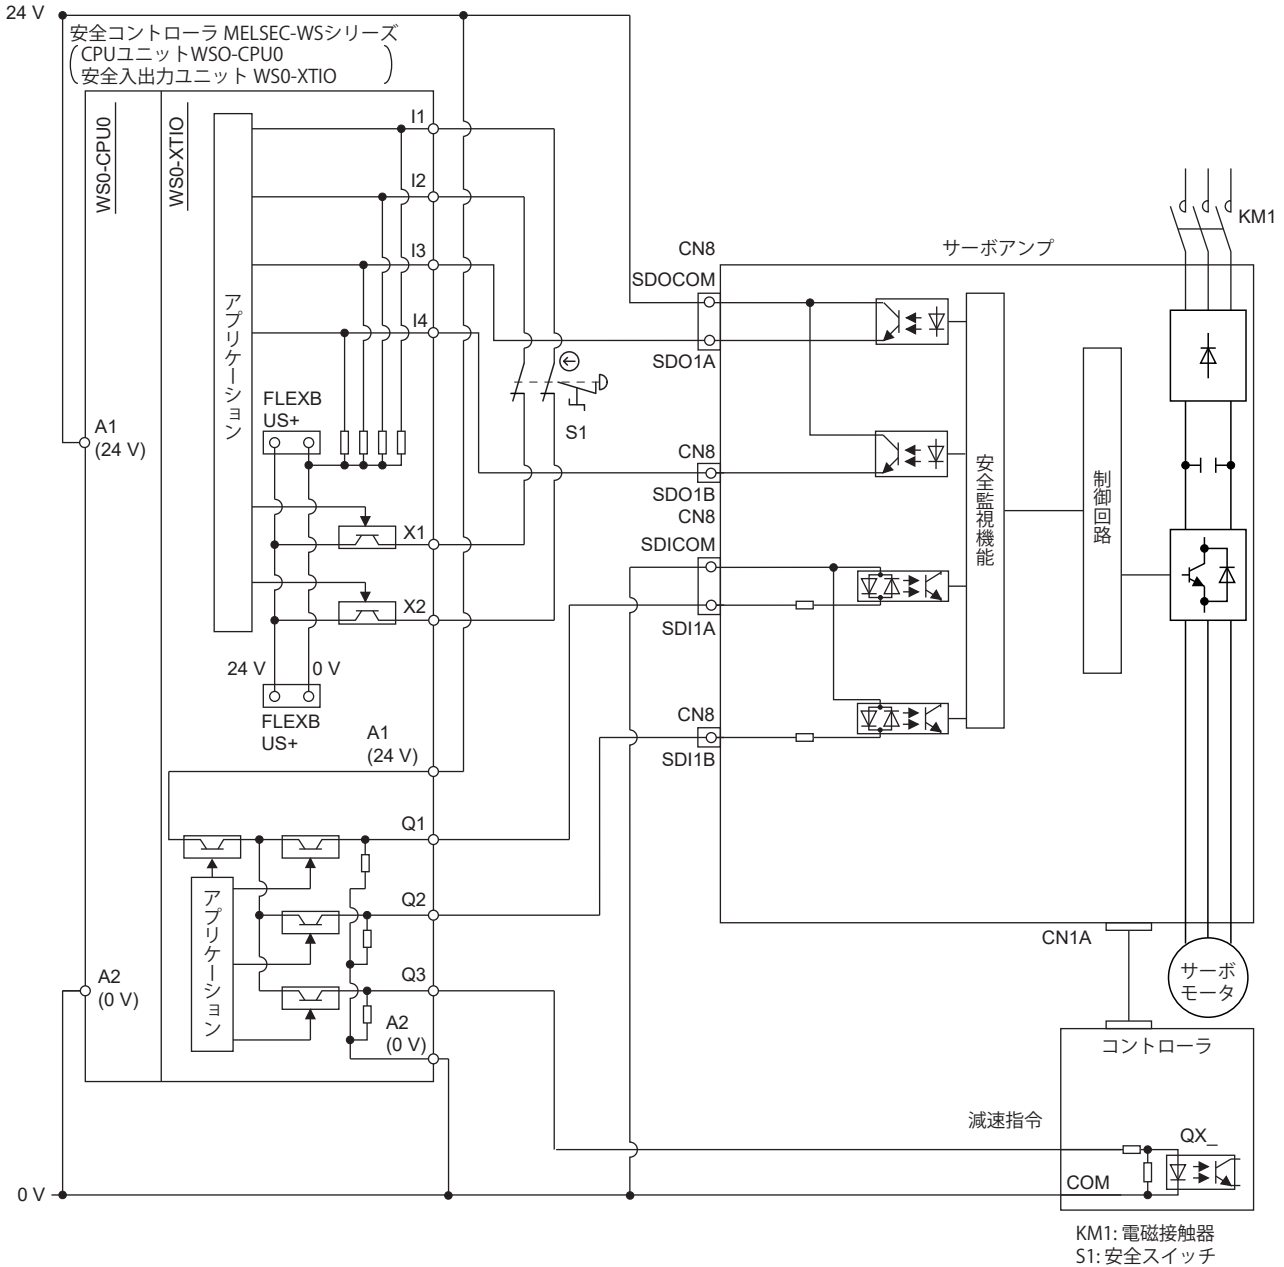 24 V
安全コントローラ MELSEC-WSシリーズ
CPUユニットWSO-CPU0
安全入出力ユニット WS0-XTIO
WS0-CPU0
WS0-XTIO
アプリケーション
I1
I2
I3
I4
FLEXB
US+
A1
(24 V)
X1
X2
24 V
0 V
FLEXB
US+
A1
(24 V)
Q1
Q2
Q3
アプリケーション
A2
(0 V)
A2
(0 V)
0 V
S1
CN8
SDOCOM
SDO1A
CN8
SDO1B
CN8
SDICOM
SDI1A
CN8
SDI1B
サーボアンプ
安全監視機能
制御回路
KM1
CN1A
サーボ
モータ
コントローラ
減速指令
QX_
COM
KM1: 電磁接触器
S1: 安全スイッチ